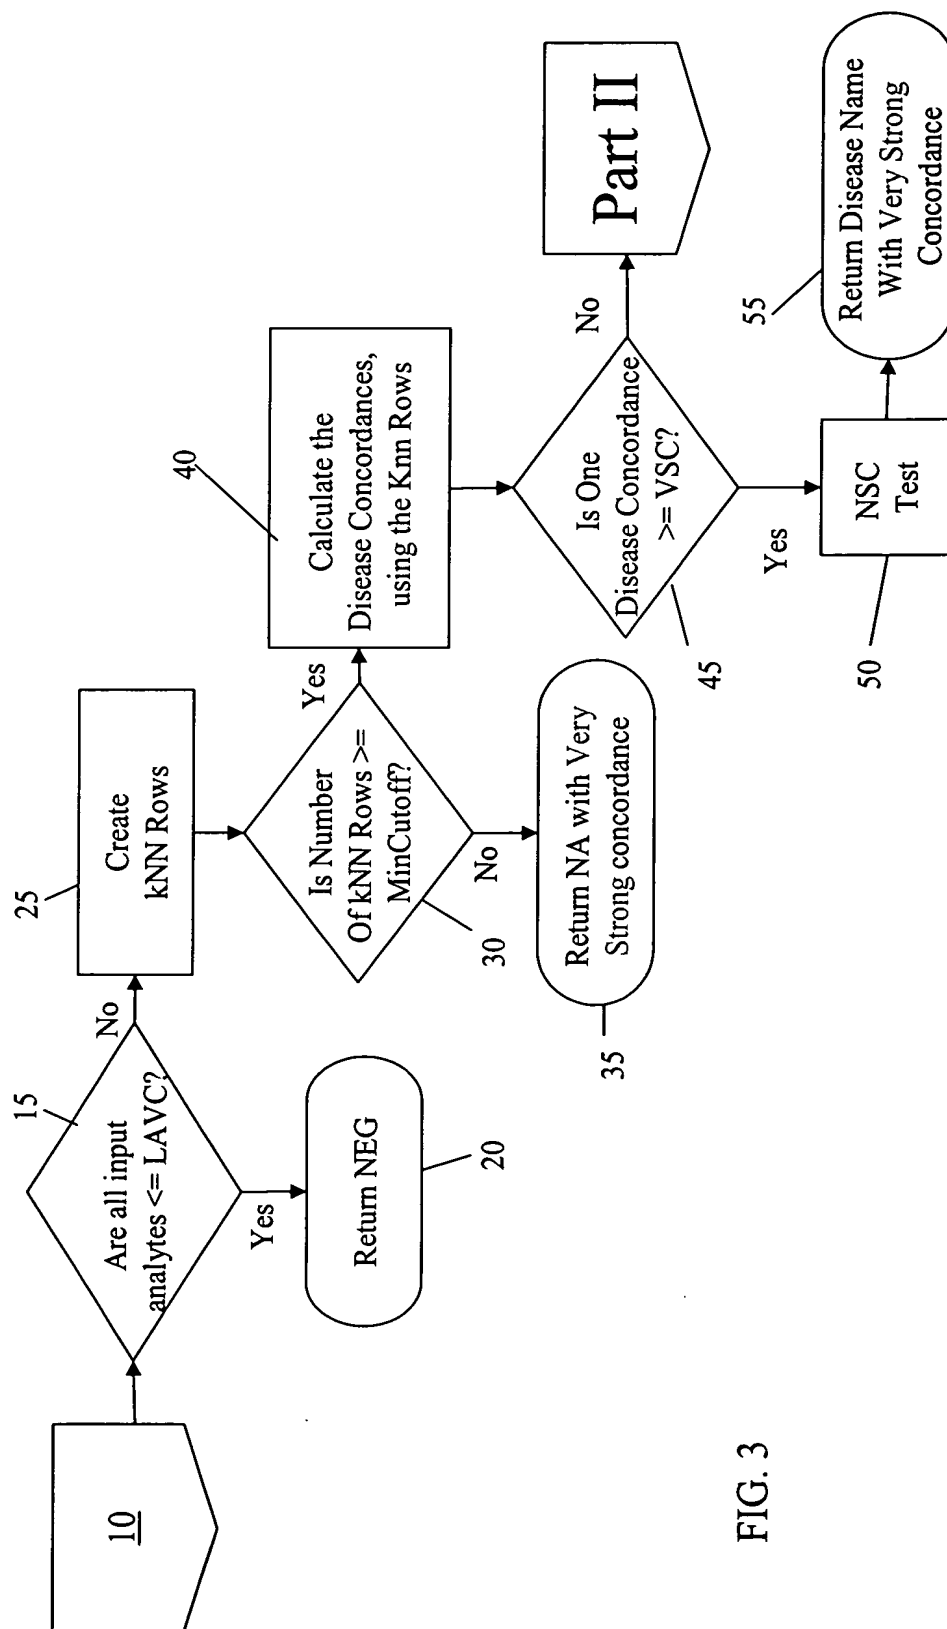 10
15
Are all input
analytes <= LAVC?
No
Yes
Return NEG
20
25
Create
kNN Rows
Is Number
Of kNN Rows >=
MinCutoff?
30
Yes
No
Return NA with Very
Strong concordance
35
40
Calculate the
Disease Concordances,
using the Knn Rows
Is One
Disease Concordance
>= VSC?
45
No
Part II
Yes
NSC
Test
50
55
Return Disease Name
With Very Strong
Concordance
FIG. 3